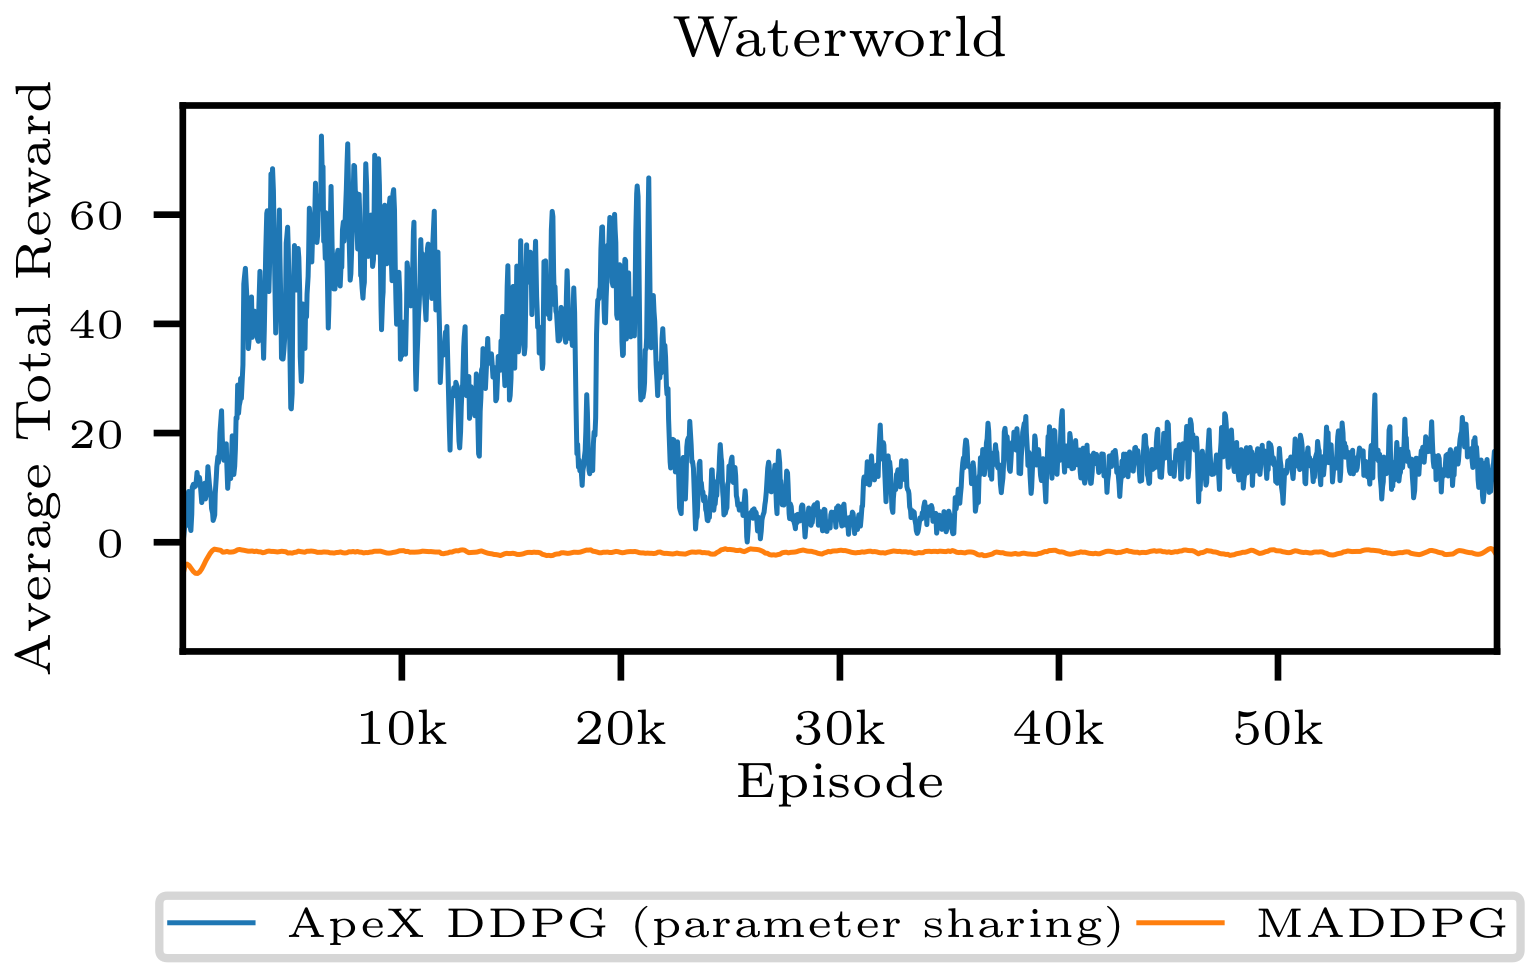 Waterworld
Average Total Reward
60
40
20
0
10k 20k 30k 40k 50k
Episode
ApeX DDPG (parameter sharing) MADDPG